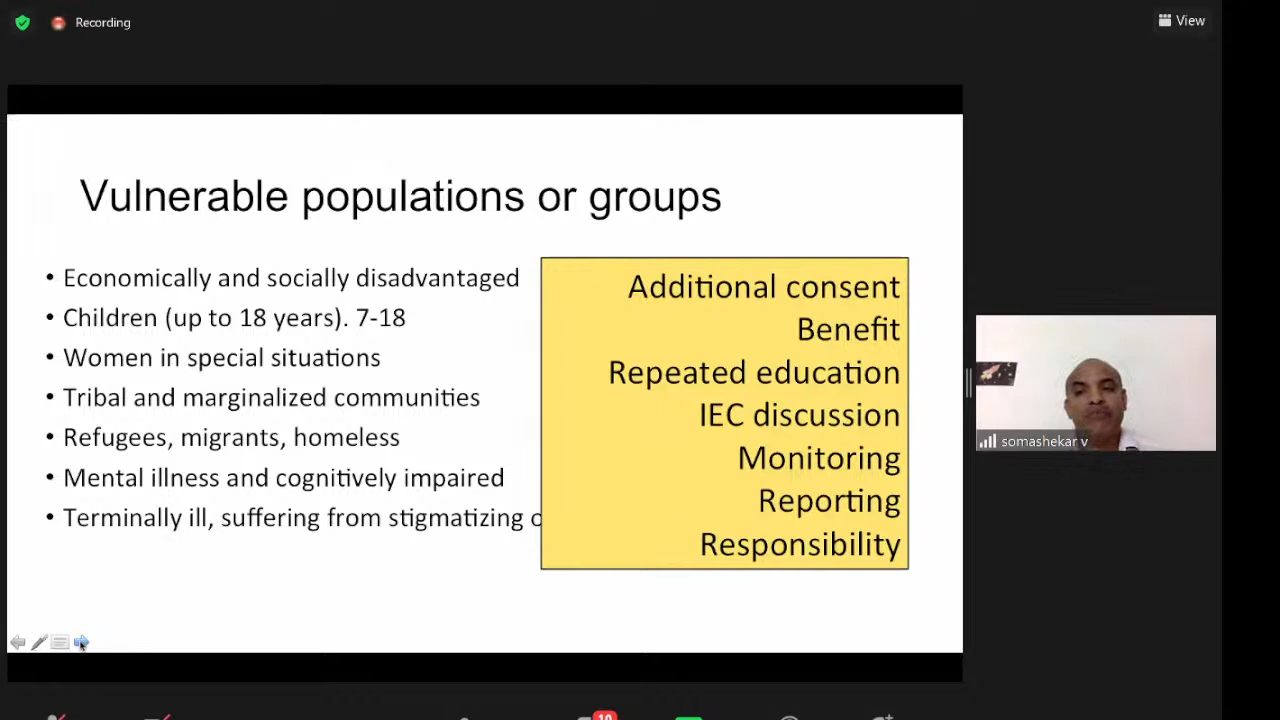 Recording
View
Vulnerable populations or groups
• Economically and socially disadvantaged
• Children (up to 18 years). 7-18
• Women in special situations
• Tribal and marginalized communities
• Refugees, migrants, homeless
• Mental illness and cognitively impaired
• Terminally ill, suffering from stigmatizing
Additional consent
Benefit
Repeated education
IEC discussion
Monitoring
Reporting
Responsibility
somashekar v
10